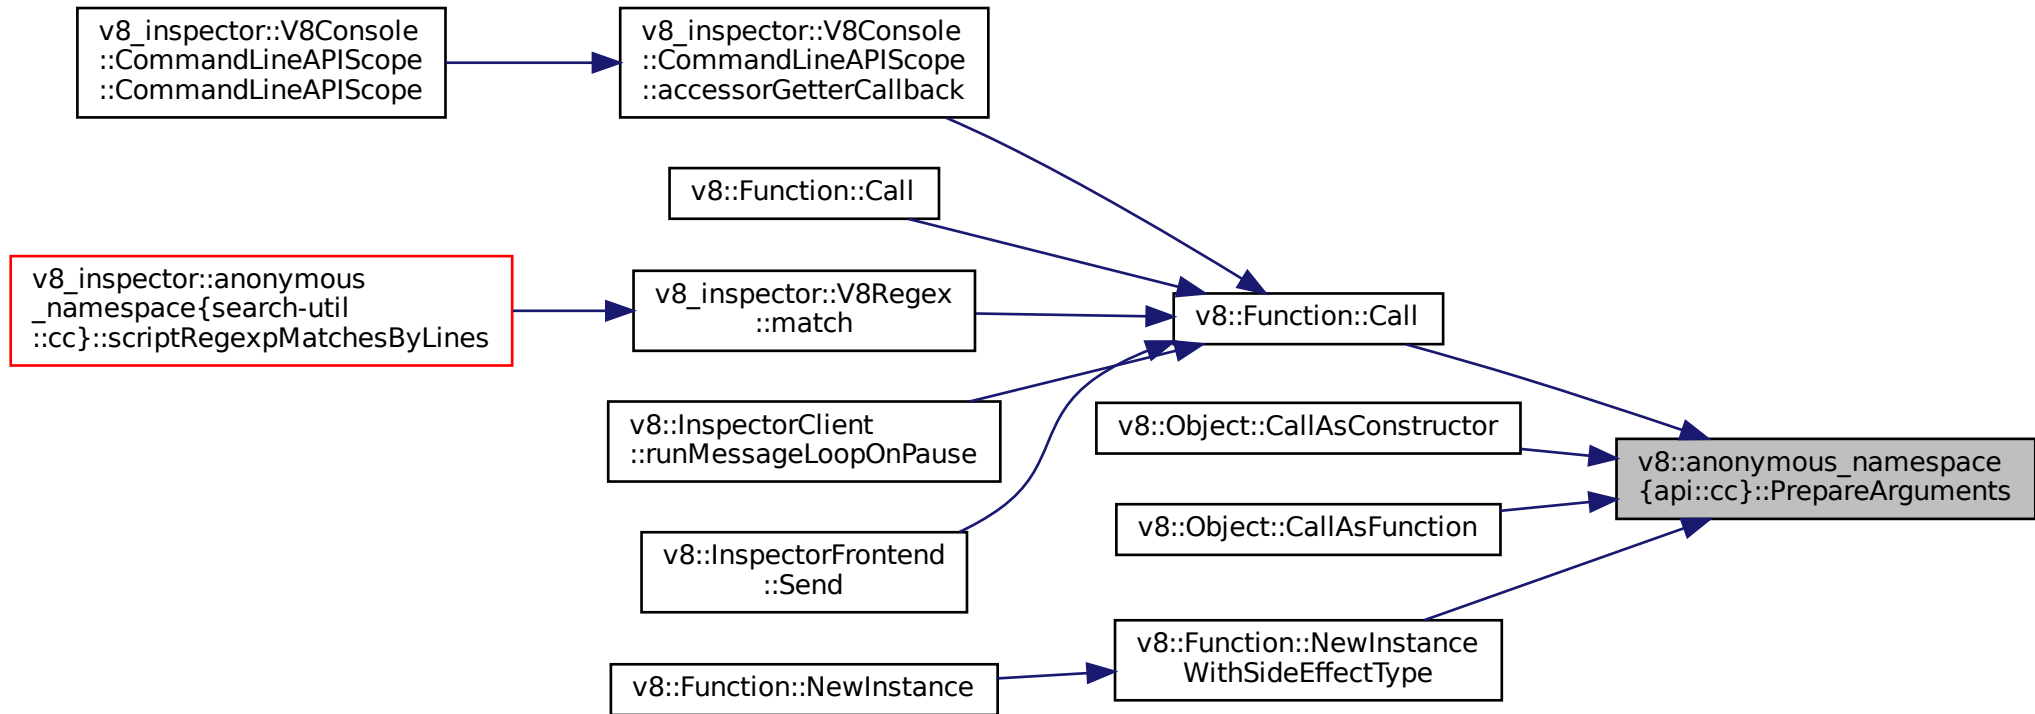 v8_inspector::V8Console
::CommandLineAPIScope
::CommandLineAPIScope
v8_inspector::V8Console
::CommandLineAPIScope
::accessorGetterCallback
v8::Function::Call
v8_inspector::anonymous
_namespace{search-util
::cc}::scriptRegexpMatchesByLines
v8_inspector::V8Regex
::match
v8::Function::Call
v8::InspectorClient
::runMessageLoopOnPause
v8::Object::CallAsConstructor
v8::anonymous_namespace
{api::cc}::PrepareArguments
v8::Object::CallAsFunction
v8::InspectorFrontend
::Send
v8::Function::NewInstance
WithSideEffectType
v8::Function::NewInstance